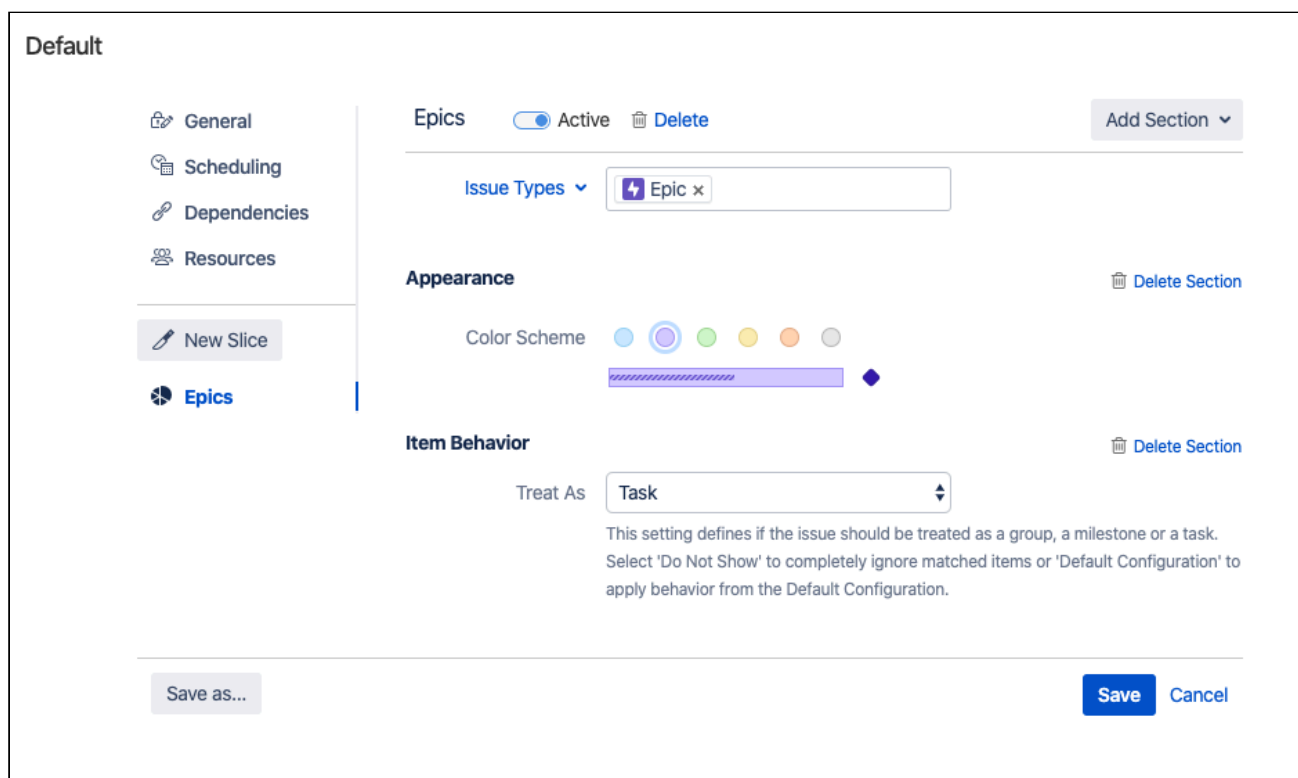 Default
General
Scheduling
Dependencies
Resources
New Slice
Epics
Epics Active Delete Add Section
Issue Types Epic ×
Appearance Delete Section
Color Scheme
Item Behavior Delete Section
Treat As Task
This setting defines if the issue should be treated as a group, a milestone or a task.
Select 'Do Not Show' to completely ignore matched items or 'Default Configuration' to
apply behavior from the Default Configuration.
Save as... Save Cancel